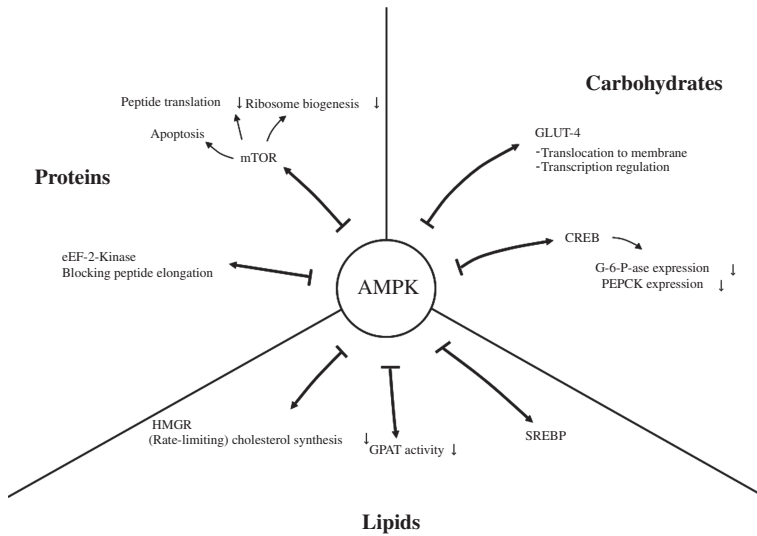 Carbohydrates
Peptide translation ↓ Ribosome biogenesis ↓
Apoptosis
mTOR
GLUT-4
-Translocation to membrane
-Transcription regulation
Proteins
CREB
eEF-2-Kinase
Blocking peptide elongation
G-6-P-ase expression ↓
PEPCK expression ↓
AMPK
HMGR
(Rate-limiting) cholesterol synthesis ↓
GPAT activity ↓
SREBP
Lipids